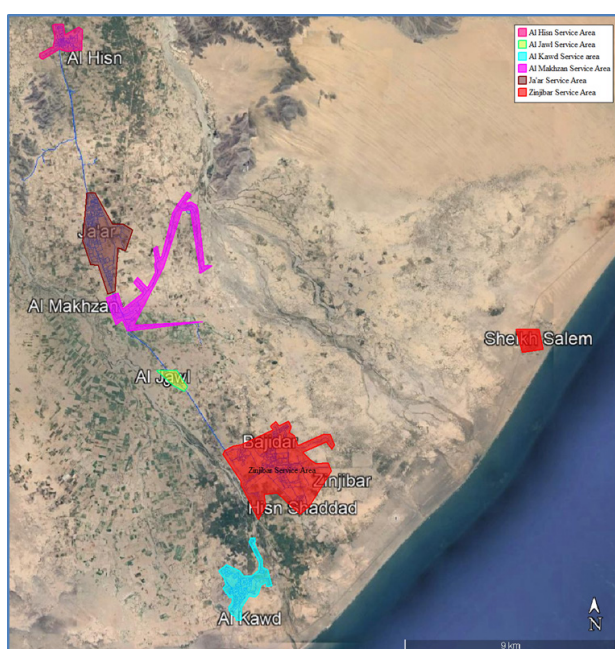 Al Hisn Service Area
Al Jawl Service Area
Al Kawd Service area
Al Makhzan Service Area
Ja'ar Service Area
Zinjibar Service Area
Al Hisn
Ja'ar
Al Makhzan
Sheikh Salem
Al Jawl
Bajidar
Zinjibar Service Area
Zinjibar
Hisn Shaddad
Al Kawd
N
9 km